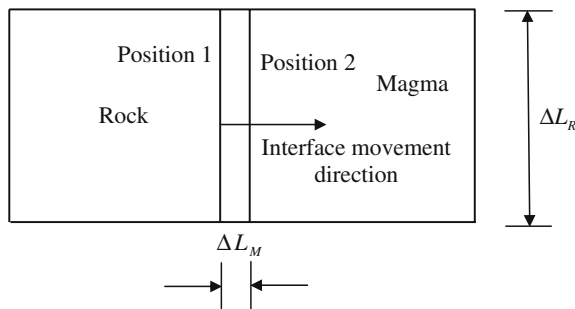 Position 1
Position 2
Magma
Rock
ΔL_R
Interface movement
direction
ΔL_M